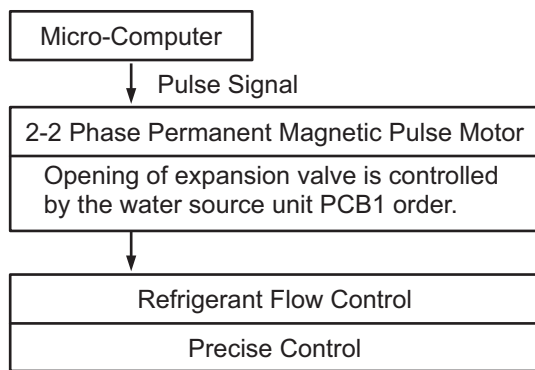 Micro-Computer
Pulse Signal
2-2 Phase Permanent Magnetic Pulse Motor
Opening of expansion valve is controlled
by the water source unit PCB1 order.
Refrigerant Flow Control
Precise Control